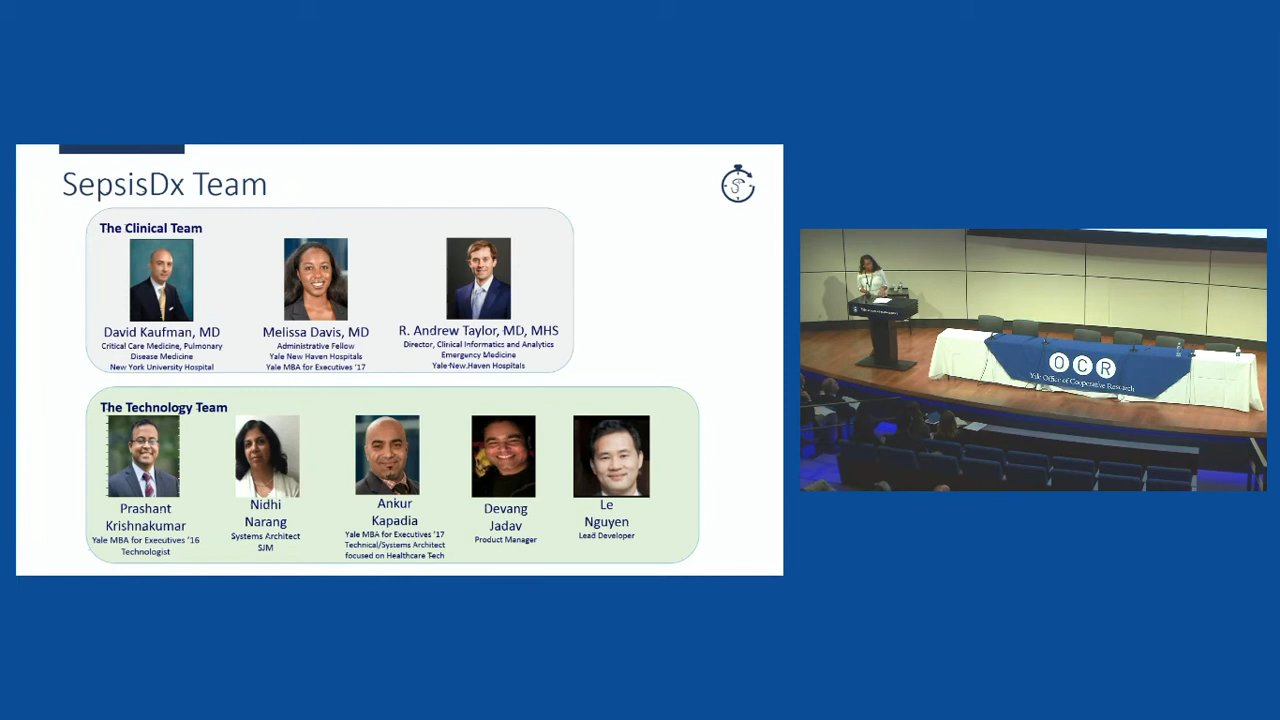 SepsisDx Team
The Clinical Team
David Kaufman, MD
Critical Care Medicine, Pulmonary
Disease Medicine
New York University Hospital
Melissa Davis, MD
Administrative Fellow
Yale New Haven Hospitals
Yale MBA for Executives '17
R. Andrew Taylor, MD, MHS
Director, Clinical Informatics and Analytics
Emergency Medicine
Yale-New Haven Hospitals
The Technology Team
Prashant
Krishnakumar
Yale MBA for Executives '16
Technologist
Nidhi
Narang
Systems Architect
SJM
Ankur
Kapadia
Yale MBA for Executives '17
Technical/Systems Architect
focused on Healthcare Tech
Devang
Jadav
Product Manager
Le
Nguyen
Lead Developer
OCR
Yale Office of Cooperative Research